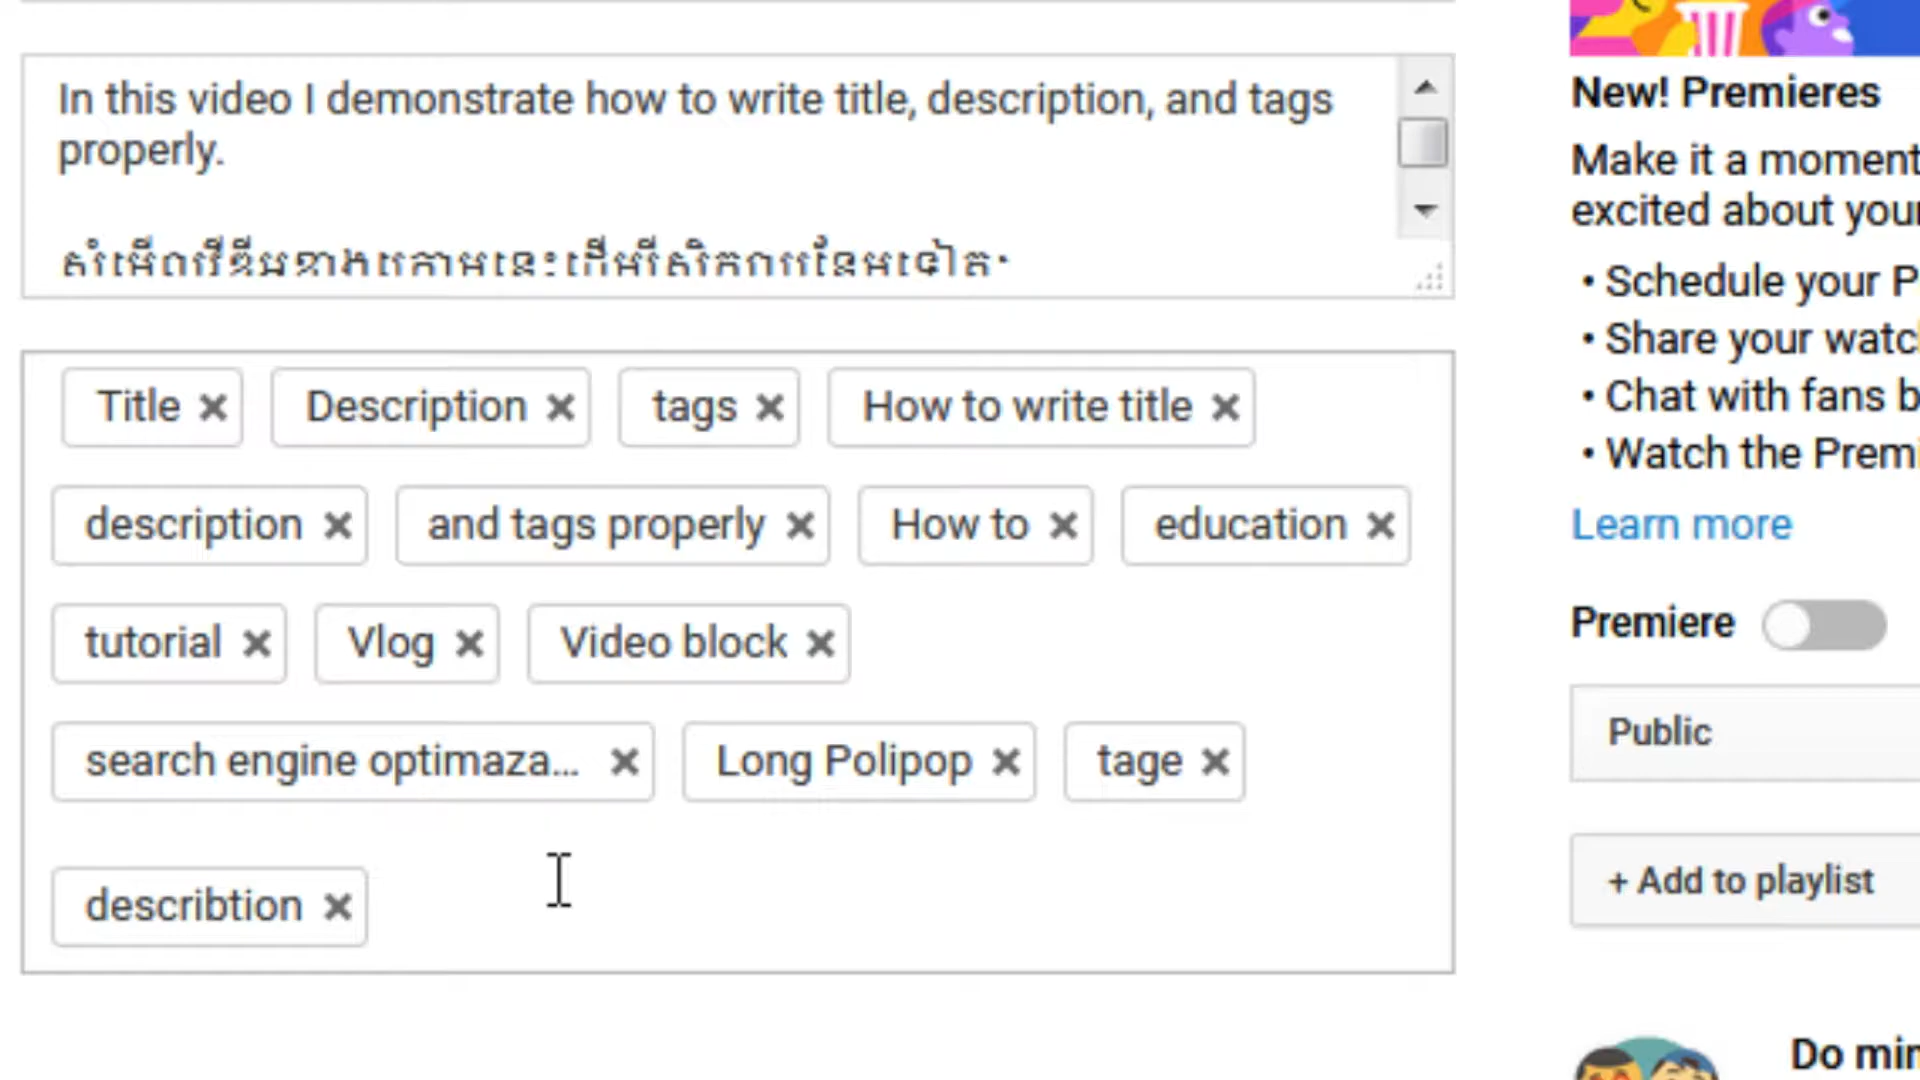 In this video I demonstrate how to write title, description, and tags
properly.
Title
Description
tags
How to write title
description
and tags properly
How to
education
tutorial
Vlog
Video block
search engine optimaza...
Long Polipop
tage
describtion
New! Premieres
Make it a moment
excited about your
• Schedule your P
• Share your watc
• Chat with fans b
• Watch the Premi
Learn more
Premiere
Public
+ Add to playlist
Do min